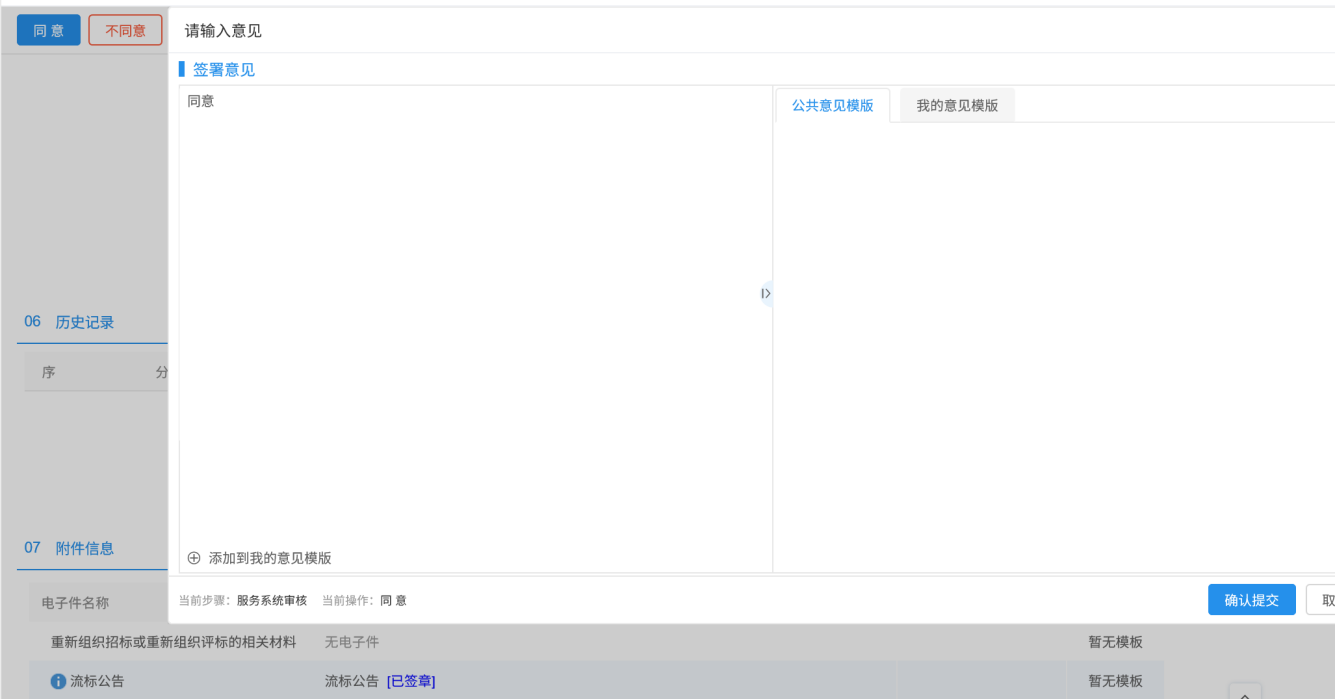 同 意 不同意
请输入意见
签署意见
同意
公共意见模版 我的意见模版
06 历史记录
序 分
07 附件信息
添加到我的意见模版
电子件名称
当前步骤: 服务系统审核 当前操作: 同 意
确认提交 取
重新组织招标或重新组织评标的相关材料 无电子件 暂无模板
流标公告 流标公告 [已签章] 暂无模板